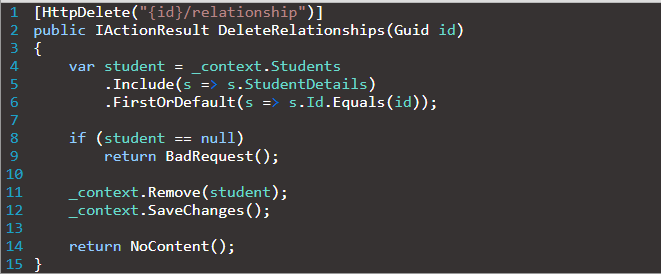 1 [HttpDelete("{id}/relationship")]
2 public IActionResult DeleteRelationships(Guid id)
3 {
4     var student = _context.Students
5         .Include(s => s.StudentDetails)
6         .FirstOrDefault(s => s.Id.Equals(id));
7
8     if (student == null)
9         return BadRequest();
10
11     _context.Remove(student);
12     _context.SaveChanges();
13
14     return NoContent();
15 }